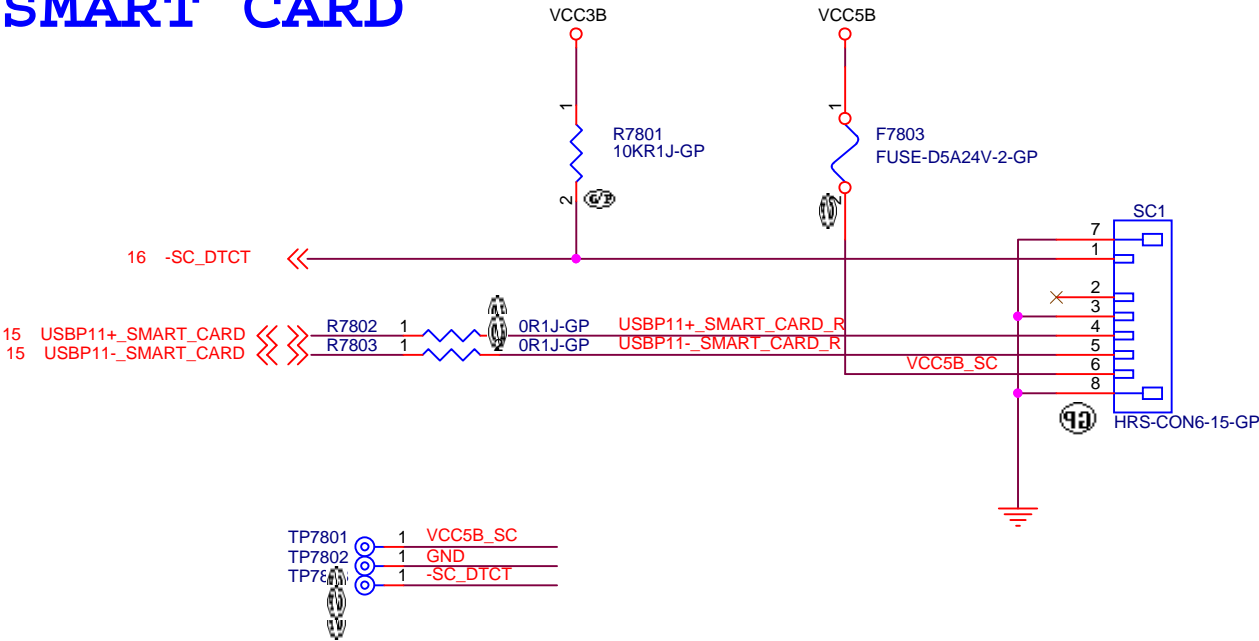 SMART CARD
VCC3B
VCC5B
1
R7801
10KR1J-GP
2
1
F7803
FUSE-D5A24V-2-GP
SC1
16 -SC_DTCT
7
1
2
3
4
5
6
8
15 USBP11+_SMART_CARD
R7802 1
0R1J-GP
USBP11+_SMART_CARD_R
15 USBP11-_SMART_CARD
R7803 1
0R1J-GP
USBP11-_SMART_CARD_R
VCC5B_SC
HRS-CON6-15-GP
TP7801 1 VCC5B_SC
TP7802 1 GND
1 -SC_DTCT